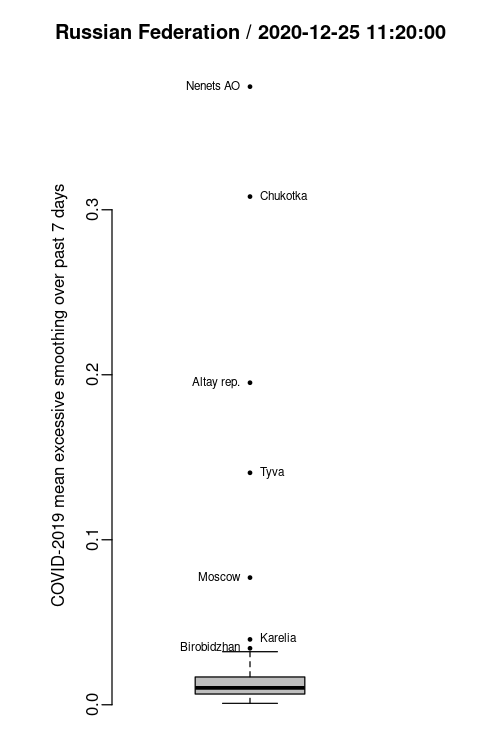 Russian Federation / 2020-12-25 11:20:00
Nenets AO
Chukotka
Altay rep.
Tyva
Moscow
Karelia
Birobidzhan
COVID-2019 mean excessive smoothing over past 7 days
0.3
0.2
0.1
0.0